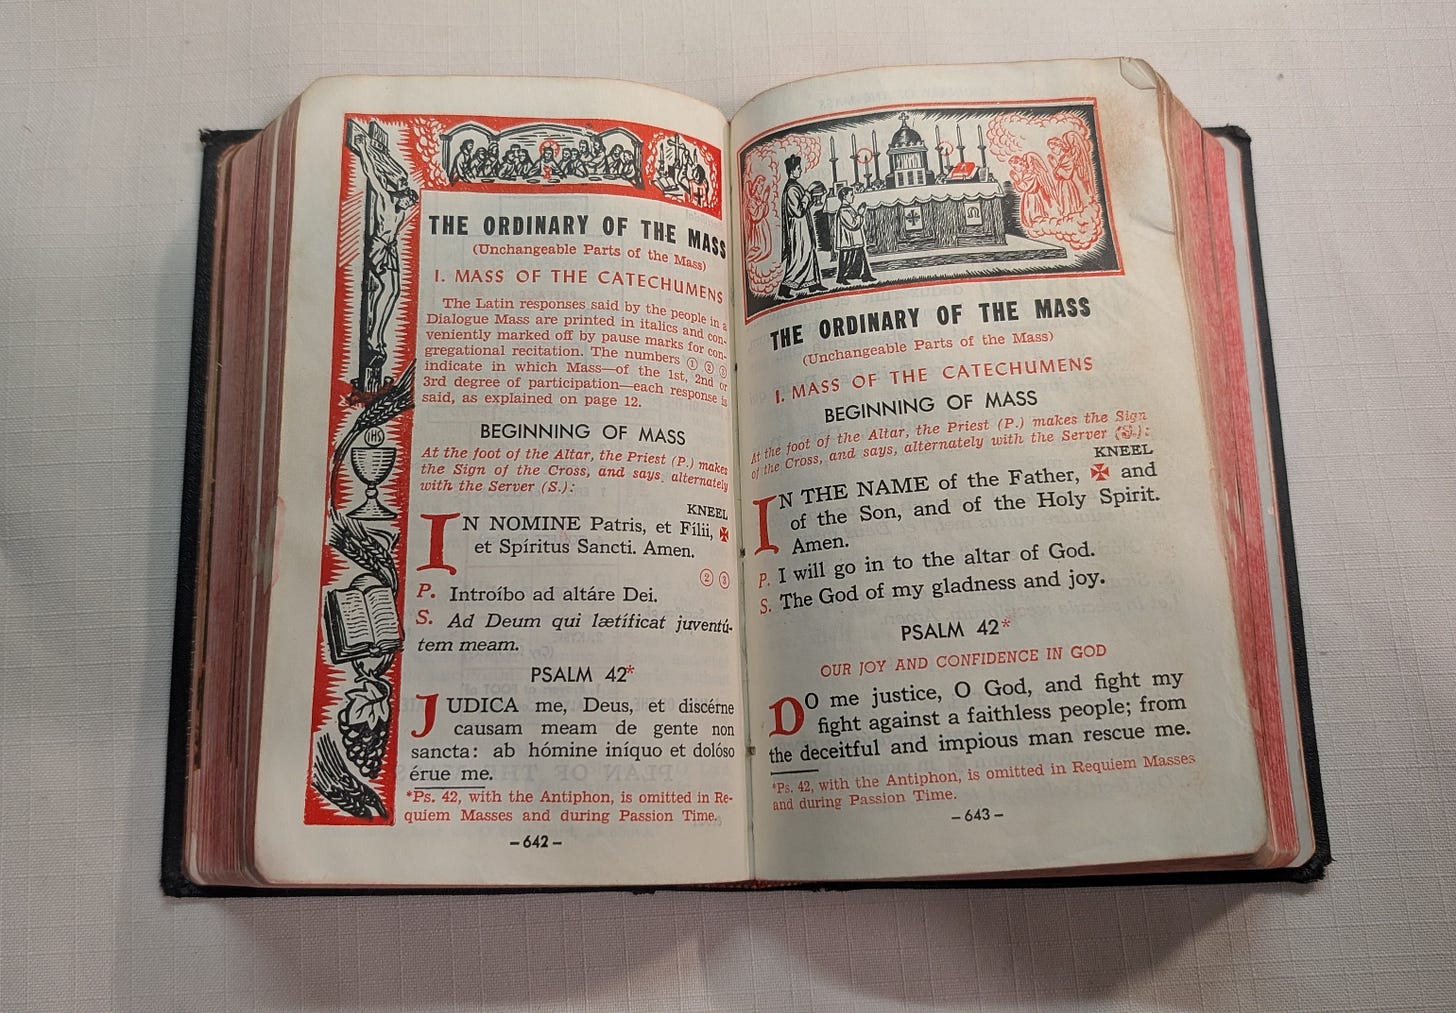 THE ORDINARY OF THE MASS
(Unchangeable Parts of the Mass)
I. MASS OF THE CATECHUMENS
The Latin responses said by the people in a
Dialogue Mass are printed in italics and con-
veniently marked off by pause marks for con-
gregational recitation. The numbers ① ② ③
indicate in which Mass—of the 1st, 2nd or
3rd degree of participation—each response is
said, as explained on page 12.
BEGINNING OF MASS
At the foot of the Altar, the Priest (P.) makes
the Sign of the Cross, and says, alternately
with the Server (S.):
KNEEL
IN NOMINE Patris, et Fílii, ✠
et Spíritus Sancti. Amen.
② ③
P. Introíbo ad altáre Dei.
S. Ad Deum qui lætíficat juventú-
tem meam.
PSALM 42*
JUDICA me, Deus, et discérne
causam meam de gente non
sancta: ab hómine iníquo et dolóso
érue me.
*Ps. 42, with the Antiphon, is omitted in Re-
quiem Masses and during Passion Time.
–642–
IHS
THE ORDINARY OF THE MASS
(Unchangeable Parts of the Mass)
I. MASS OF THE CATECHUMENS
BEGINNING OF MASS
At the foot of the Altar, the Priest (P.) makes the Sign
of the Cross, and says, alternately with the Server (S.):
KNEEL
IN THE NAME of the Father, ✠ and
of the Son, and of the Holy Spirit.
Amen.
P. I will go in to the altar of God.
S. The God of my gladness and joy.
PSALM 42*
OUR JOY AND CONFIDENCE IN GOD
DO me justice, O God, and fight my
fight against a faithless people; from
the deceitful and impious man rescue me.
*Ps. 42, with the Antiphon, is omitted in Requiem Masses
and during Passion Time.
–643–